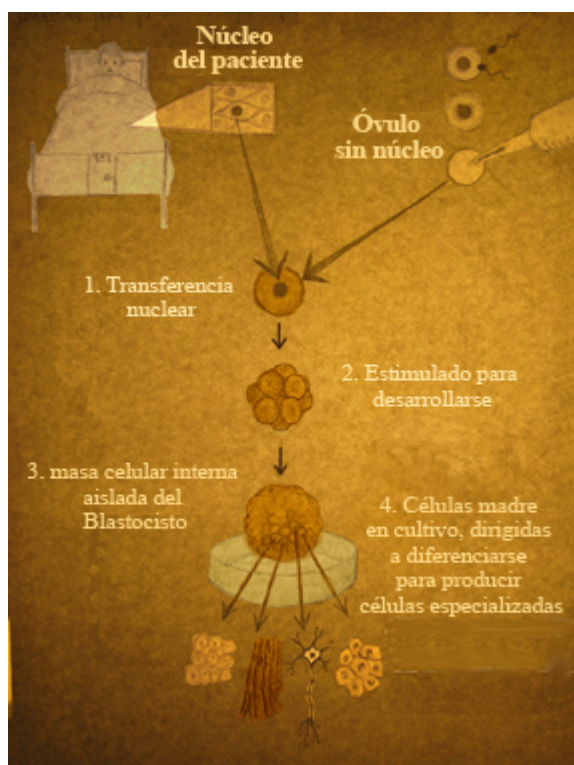 Núcleo
del paciente
Óvulo
sin núcleo
1. Transferencia
nuclear
2. Estimulado para
desarrollarse
3. masa celular interna
aislada del
Blastocisto
4. Células madre
en cultivo, dirigidas
a diferenciarse
para producir
células especializadas